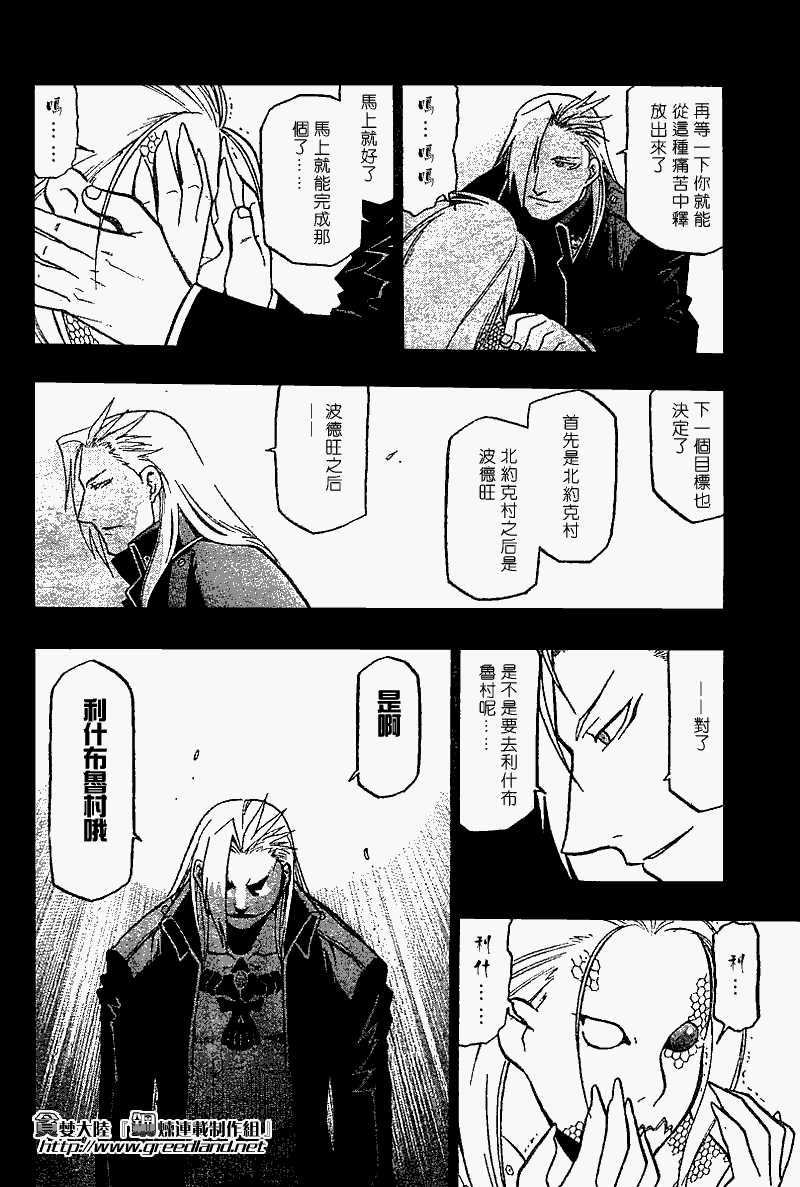 再等一下你就能
從這種痛苦中釋
放出來了
嗚…
嗚…
嗚
馬上就好了
馬上就能完成那
個了……
嗚……
下一個目標也
決定了
首先是北約克村
北約克村之后是
波德旺
波德旺之后
——
——對了
是不是要去利什布
魯村呢……
是啊
利什布魯村哦
利…
利什……
貪婪大陸『鋼煉連載制作組』
http://www.greedland.net